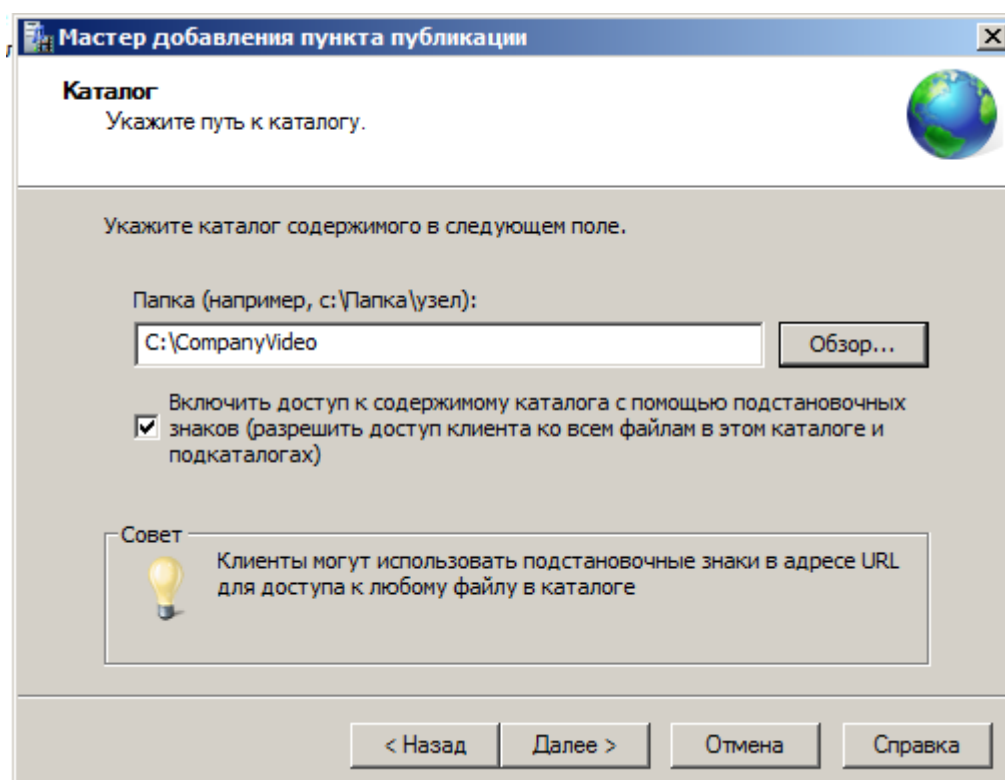 Мастер добавления пункта публикации
Каталог
Укажите путь к каталогу.
Укажите каталог содержимого в следующем поле.
Папка (например, с:\Папка\узел):
C:\CompanyVideo
Обзор...
Включить доступ к содержимому каталога с помощью подстановочных
знаков (разрешить доступ клиента ко всем файлам в этом каталоге и
подкаталогах)
Совет
Клиенты могут использовать подстановочные знаки в адресе URL
для доступа к любому файлу в каталоге
< Назад
Далее >
Отмена
Справка